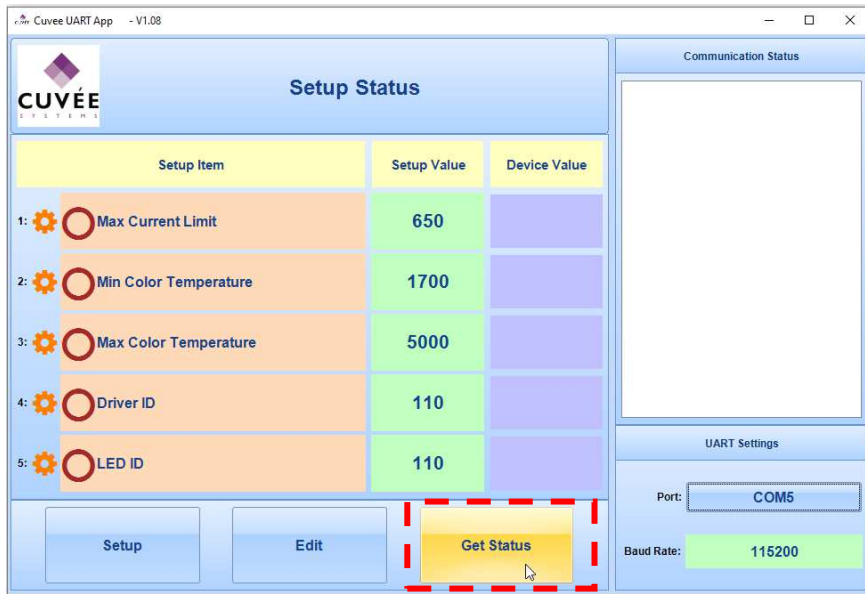 Cuvee UART App - V1.08
CUVÉE
SYSTEMS
Setup Status
Setup Item Setup Value Device Value
1: Max Current Limit 650
2: Min Color Temperature 1700
3: Max Color Temperature 5000
4: Driver ID 110
5: LED ID 110
Setup Edit Get Status
Communication Status
UART Settings
Port: COM5
Baud Rate: 115200